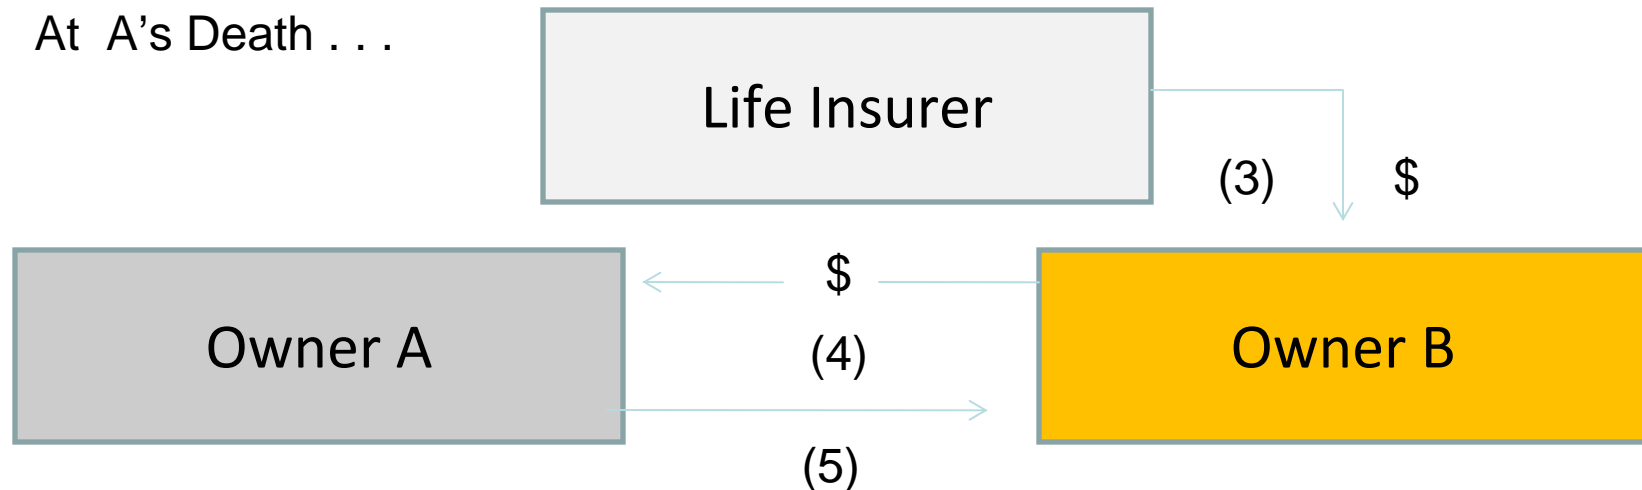 At A’s Death . . .
Life Insurer
(3) $
$
Owner A
(4)
Owner B
(5)